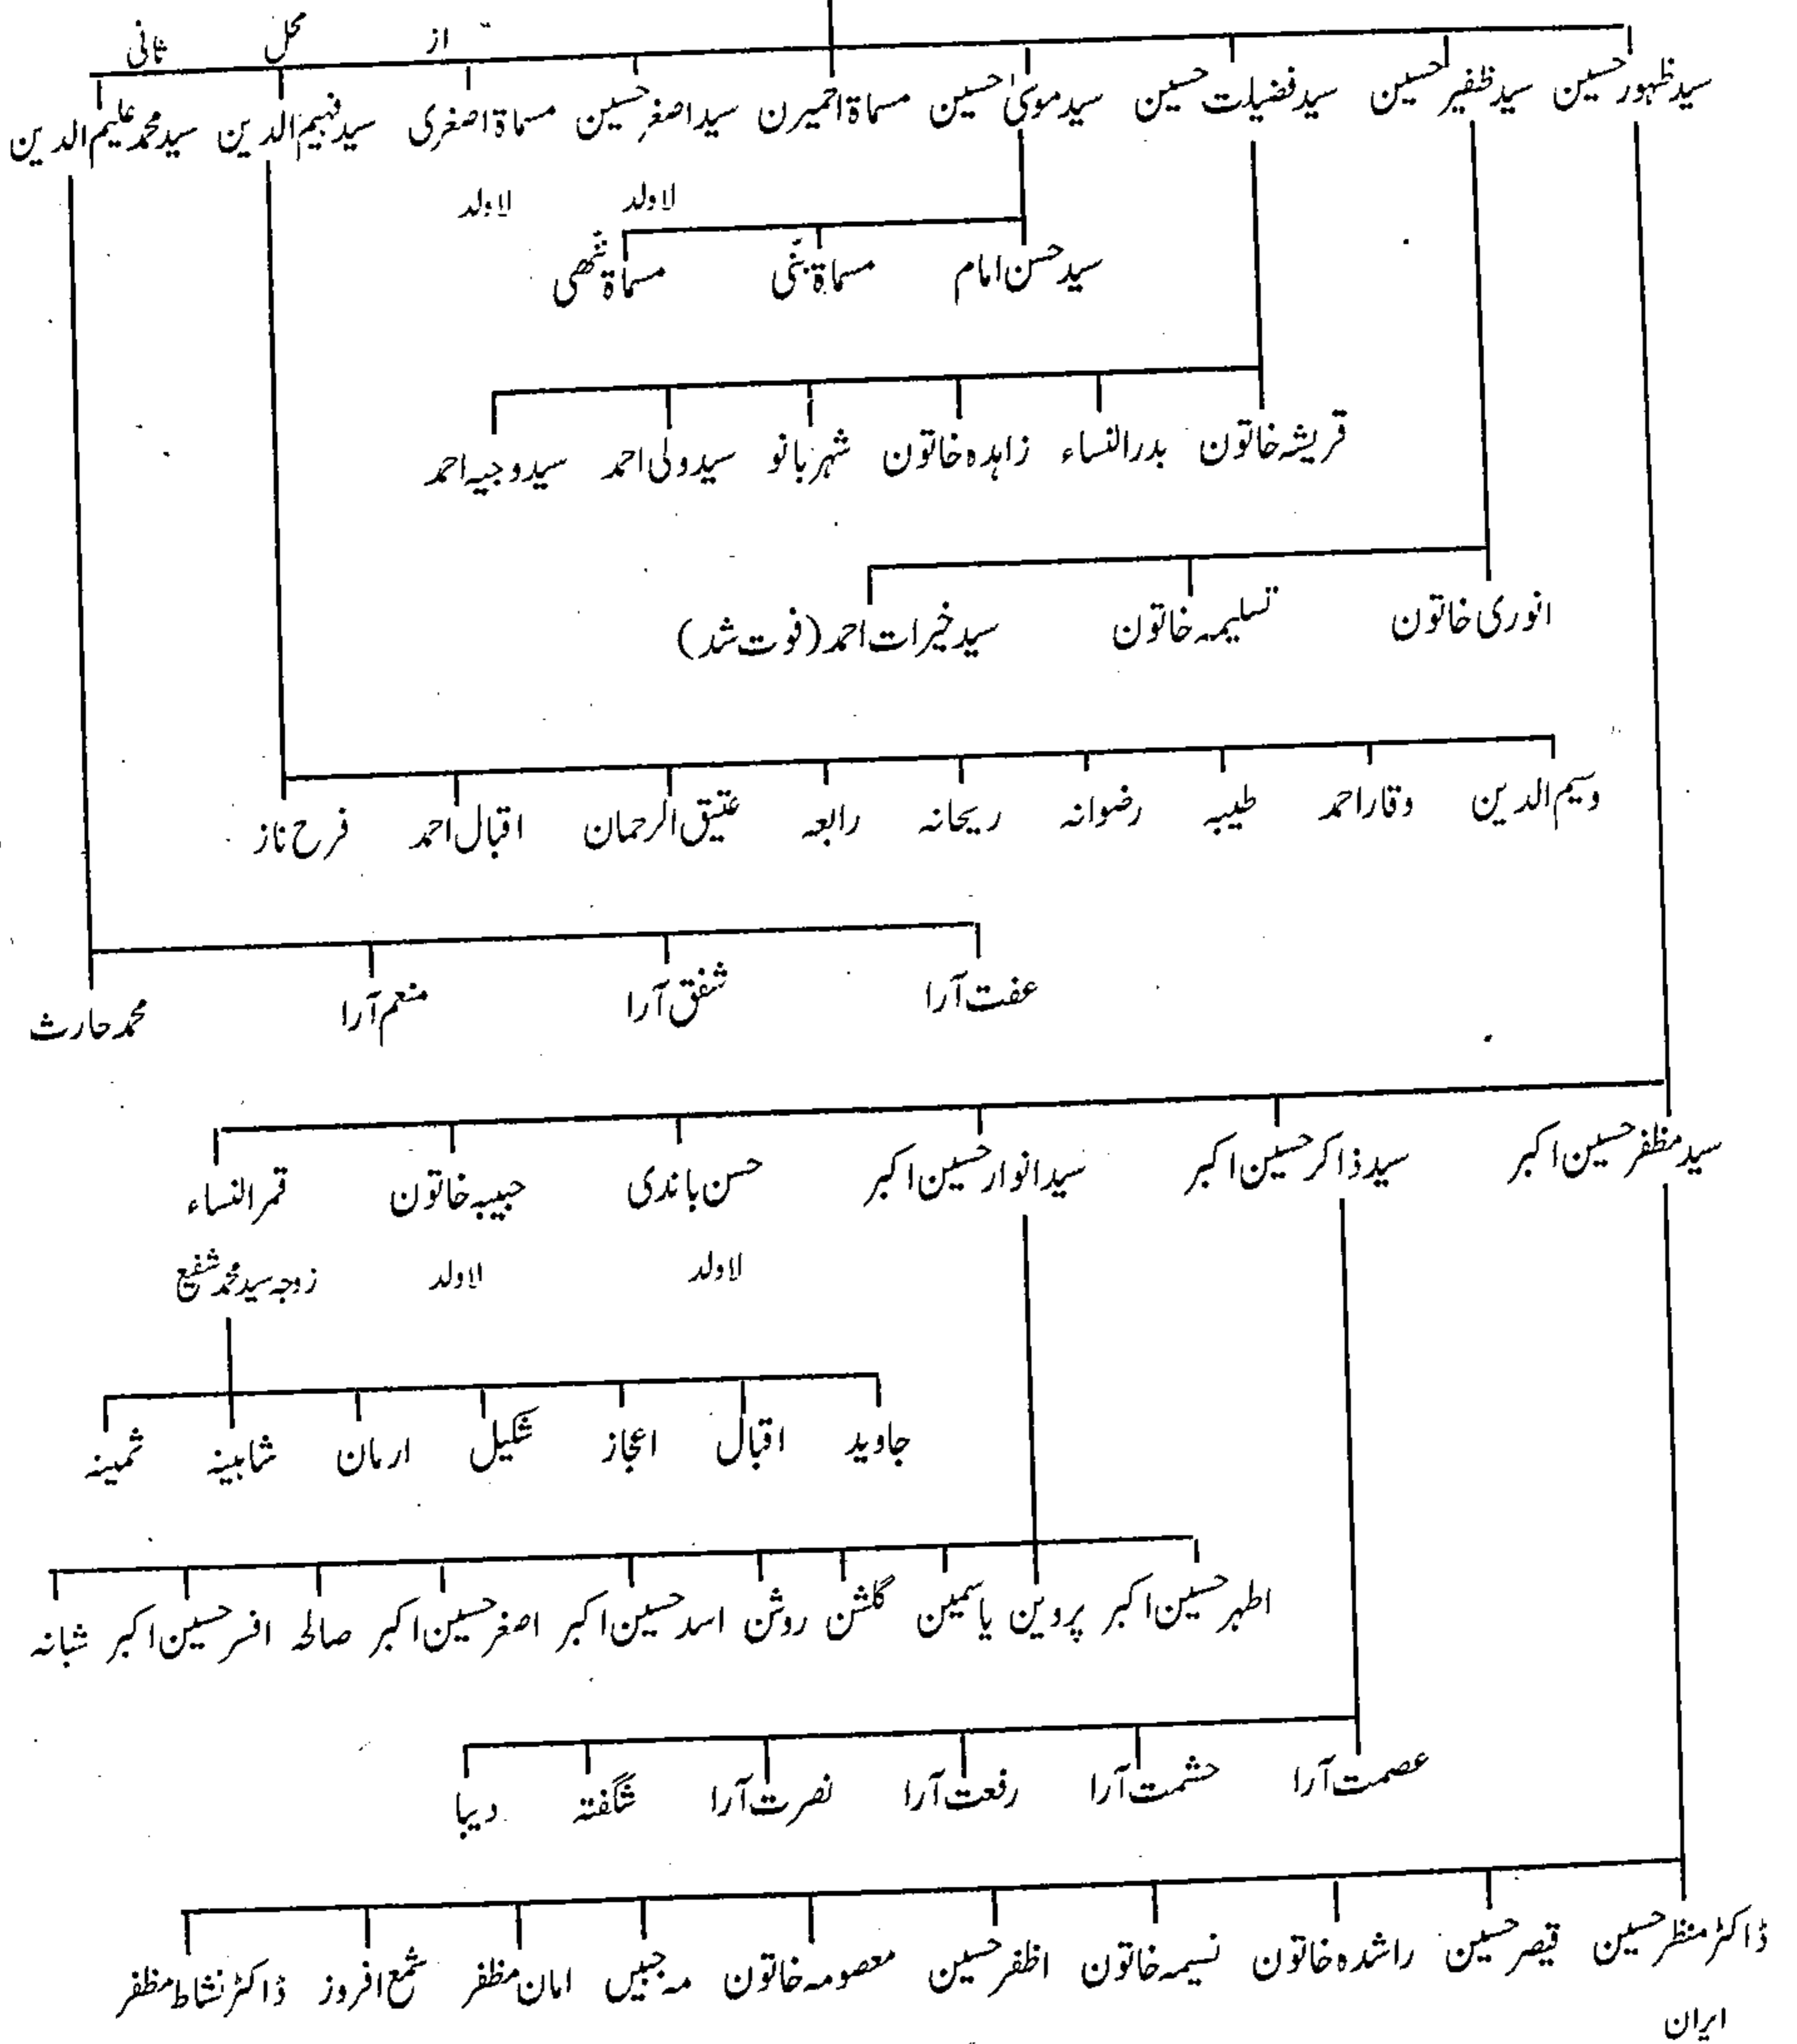 از محل ثانی
سید ظہور حسین سید ظفیر حسین سید فضیلت حسین سید موسیٰ حسین مسماۃ احمیرن سید اصغر حسین مسماۃ اصغری سید فہیم الدین سید محمد علیم الدین
لاولد لاولد
سید حسن امام مسماۃ بنّی مسماۃ ننّھی
قریشہ خاتون بدرالنساء زاہدہ خاتون شہر بانو سید ولی احمد سید وجیہ احمد
انوری خاتون تسلیمہ خاتون سید خیرات احمد (فوت شد)
وسیم الدین وقار احمد طیبہ رضوانہ ریحانہ رابعہ عتیق الرحمان اقبال احمد فرح ناز
عفت آرا شفق آرا منعم آرا محمد حارث
سید مظفر حسین اکبر سید ذاکر حسین اکبر سید انوار حسین اکبر حسن باندی حبیبہ خاتون قمر النساء
لاولد لاولد زوجہ سید محمد شفیع
جاوید اقبال اعجاز شکیل ارمان شاہینہ ثمینہ
اطہر حسین اکبر پروین یاسمین گلشن روشن اسد حسین اکبر اصغر حسین اکبر صالحہ افسر حسین اکبر شبانہ
عصمت آرا حشمت آرا رفعت آرا نصرت آرا شگفتہ دیبا
ڈاکٹر منظر حسین قیصر حسین راشدہ خاتون نسیمہ خاتون اظفر حسین معصومہ خاتون مہ جبیں امان مظفر شمع افروز ڈاکٹر نشاط مظفر
ایران